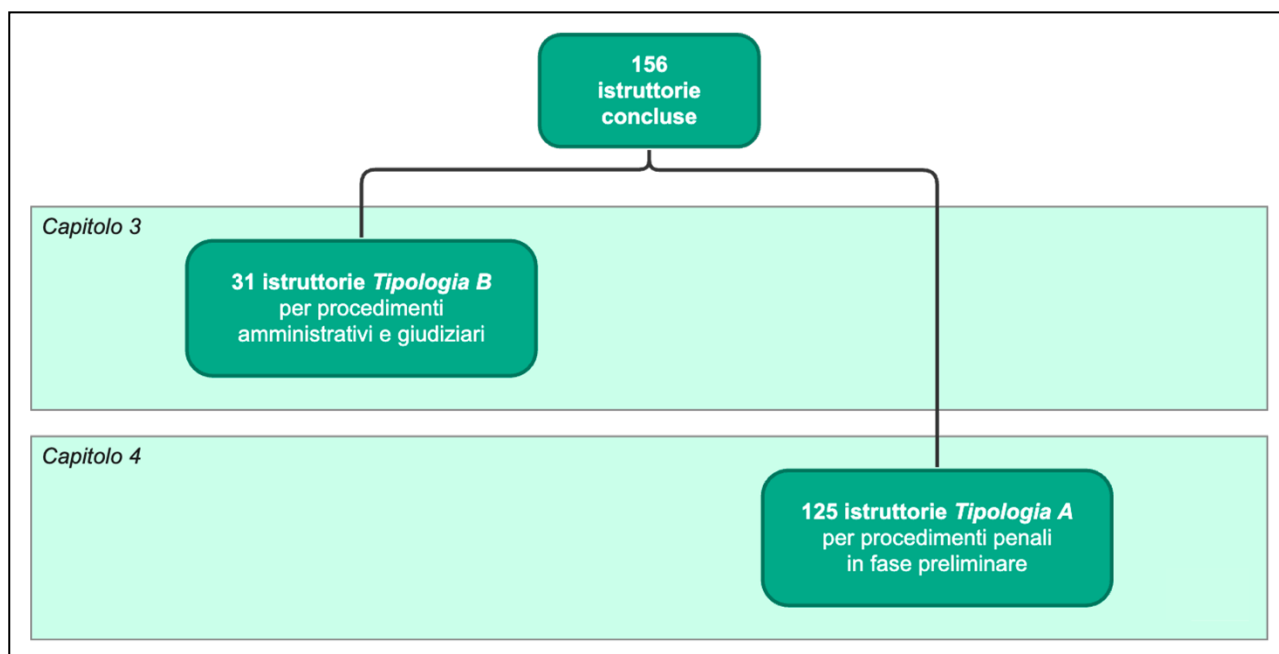 156
istruttorie
concluse
Capitolo 3
31 istruttorie Tipologia B
per procedimenti
amministrativi e giudiziari
Capitolo 4
125 istruttorie Tipologia A
per procedimenti penali
in fase preliminare